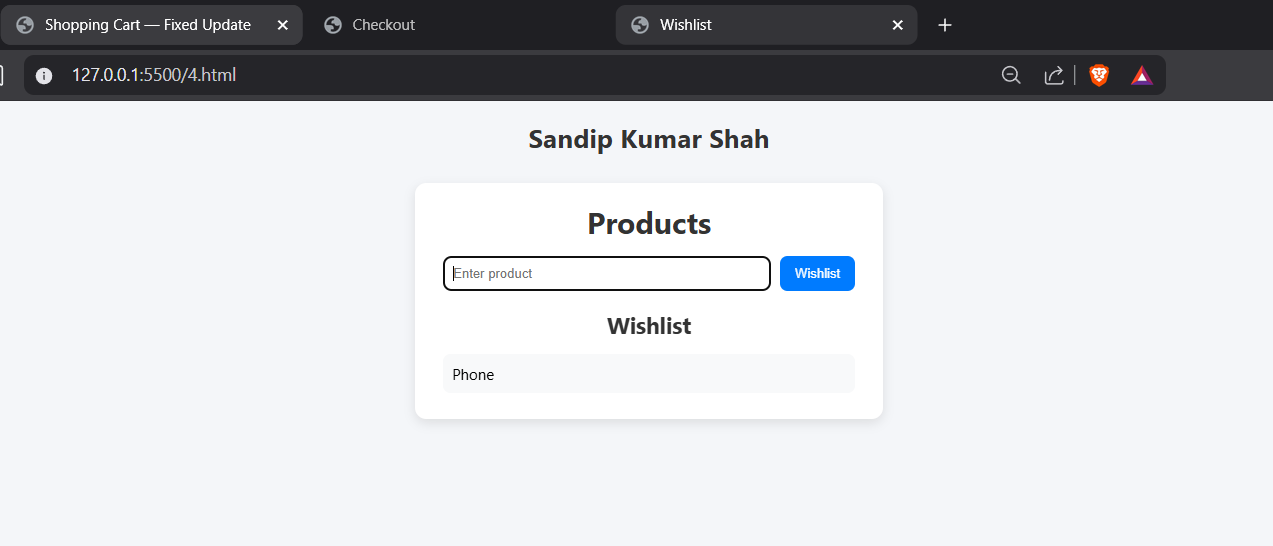 Shopping Cart — Fixed Update
Checkout
Wishlist
127.0.0.1:5500/4.html
Sandip Kumar Shah
Products
Enter product
Wishlist
Wishlist
Phone